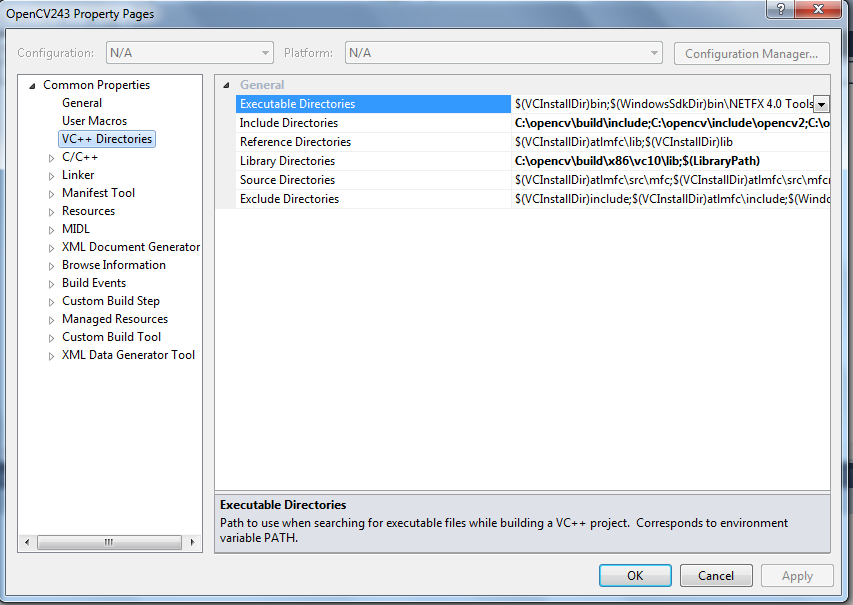 OpenCV243 Property Pages
Configuration: N/A Platform: N/A Configuration Manager...
Common Properties
General
User Macros
VC++ Directories
C/C++
Linker
Manifest Tool
Resources
MIDL
XML Document Generator
Browse Information
Build Events
Custom Build Step
Managed Resources
Custom Build Tool
XML Data Generator Tool
General
Executable Directories $(VCInstallDir)bin;$(WindowsSdkDir)bin\NETFX 4.0 Tools
Include Directories C:\opencv\build\include;C:\opencv\include\opencv2;C:\o
Reference Directories $(VCInstallDir)atlmfc\lib;$(VCInstallDir)lib
Library Directories C:\opencv\build\x86\vc10\lib;$(LibraryPath)
Source Directories $(VCInstallDir)atlmfc\src\mfc;$(VCInstallDir)atlmfc\src\mfc
Exclude Directories $(VCInstallDir)include;$(VCInstallDir)atlmfc\include;$(Windo
Executable Directories
Path to use when searching for executable files while building a VC++ project. Corresponds to environment
variable PATH.
OK Cancel Apply